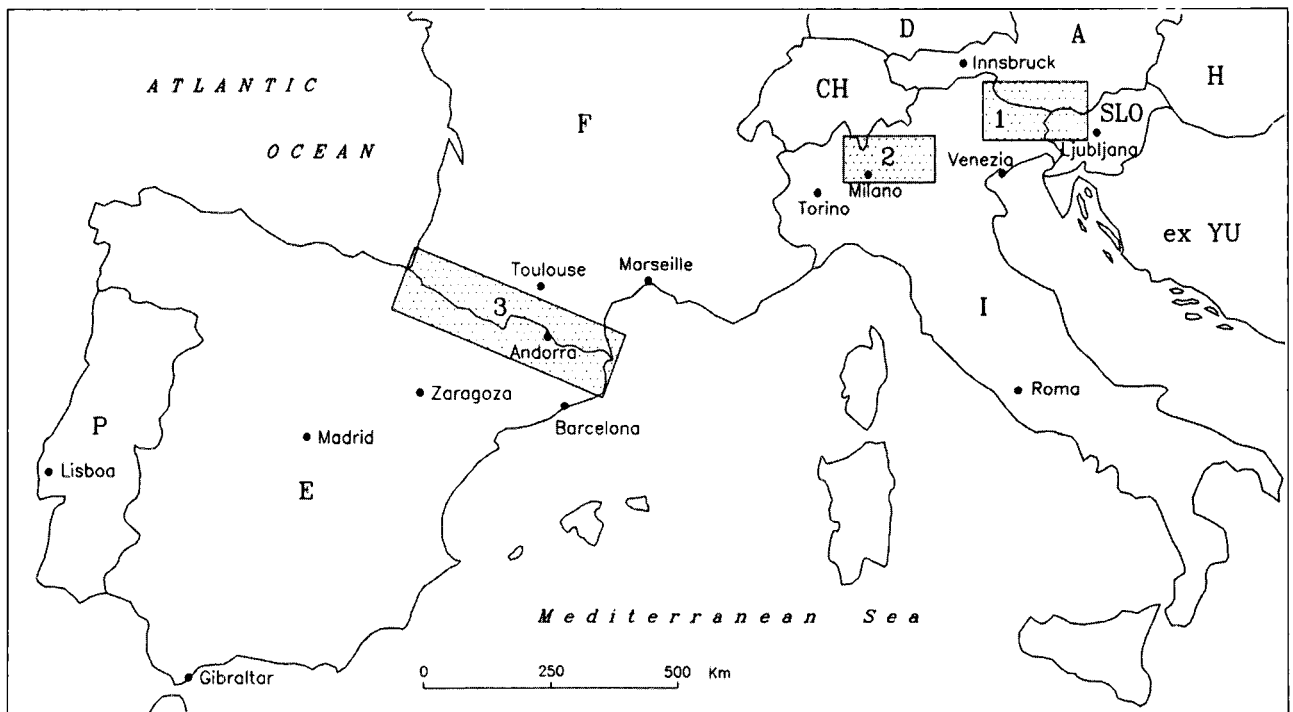 D
A
ATLANTIC
Innsbruck
H
CH
F
1
SLO
OCEAN
Ljubljana
2
Venezia
Milano
Torino
ex YU
Toulouse
Marseille
3
I
Andorra
Zaragoza
Roma
Barcelona
P
Madrid
Lisboa
E
Mediterranean Sea
0 250 500 Km
Gibraltar